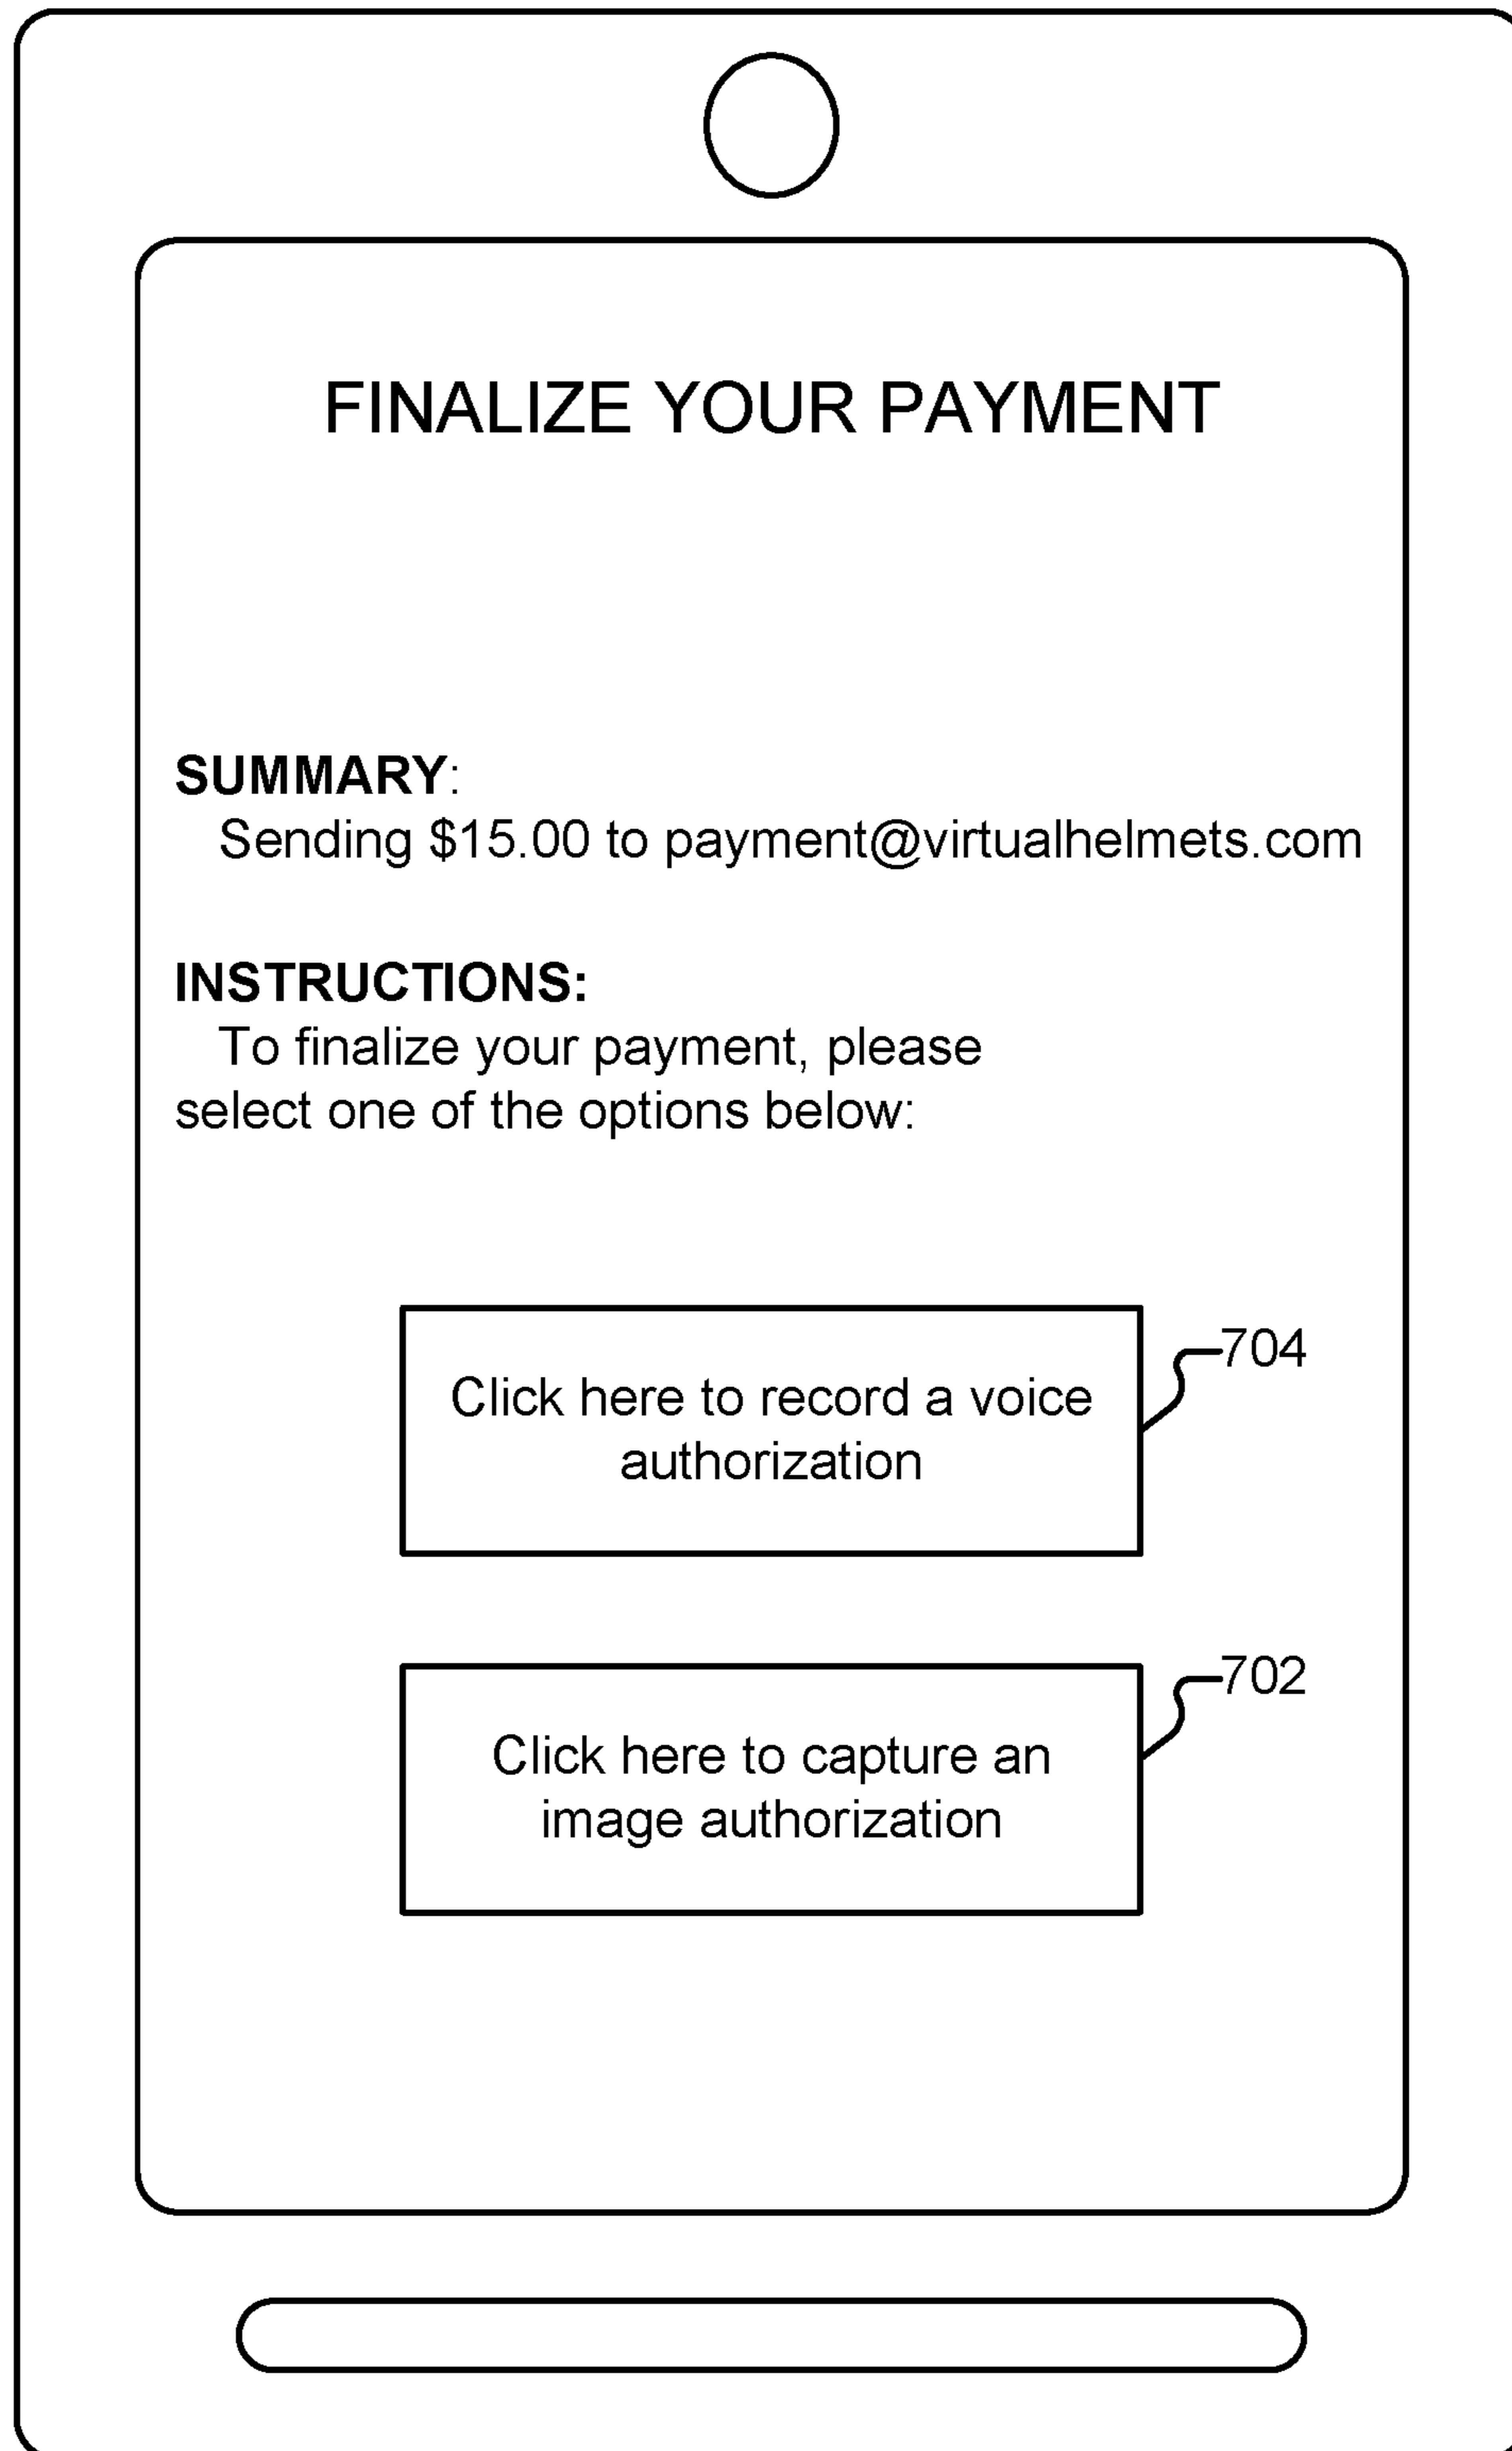 FINALIZE YOUR PAYMENT
SUMMARY:
Sending $15.00 to payment@virtualhelmets.com
INSTRUCTIONS:
To finalize your payment, please
select one of the options below:
704
Click here to record a voice
authorization
702
Click here to capture an
image authorization